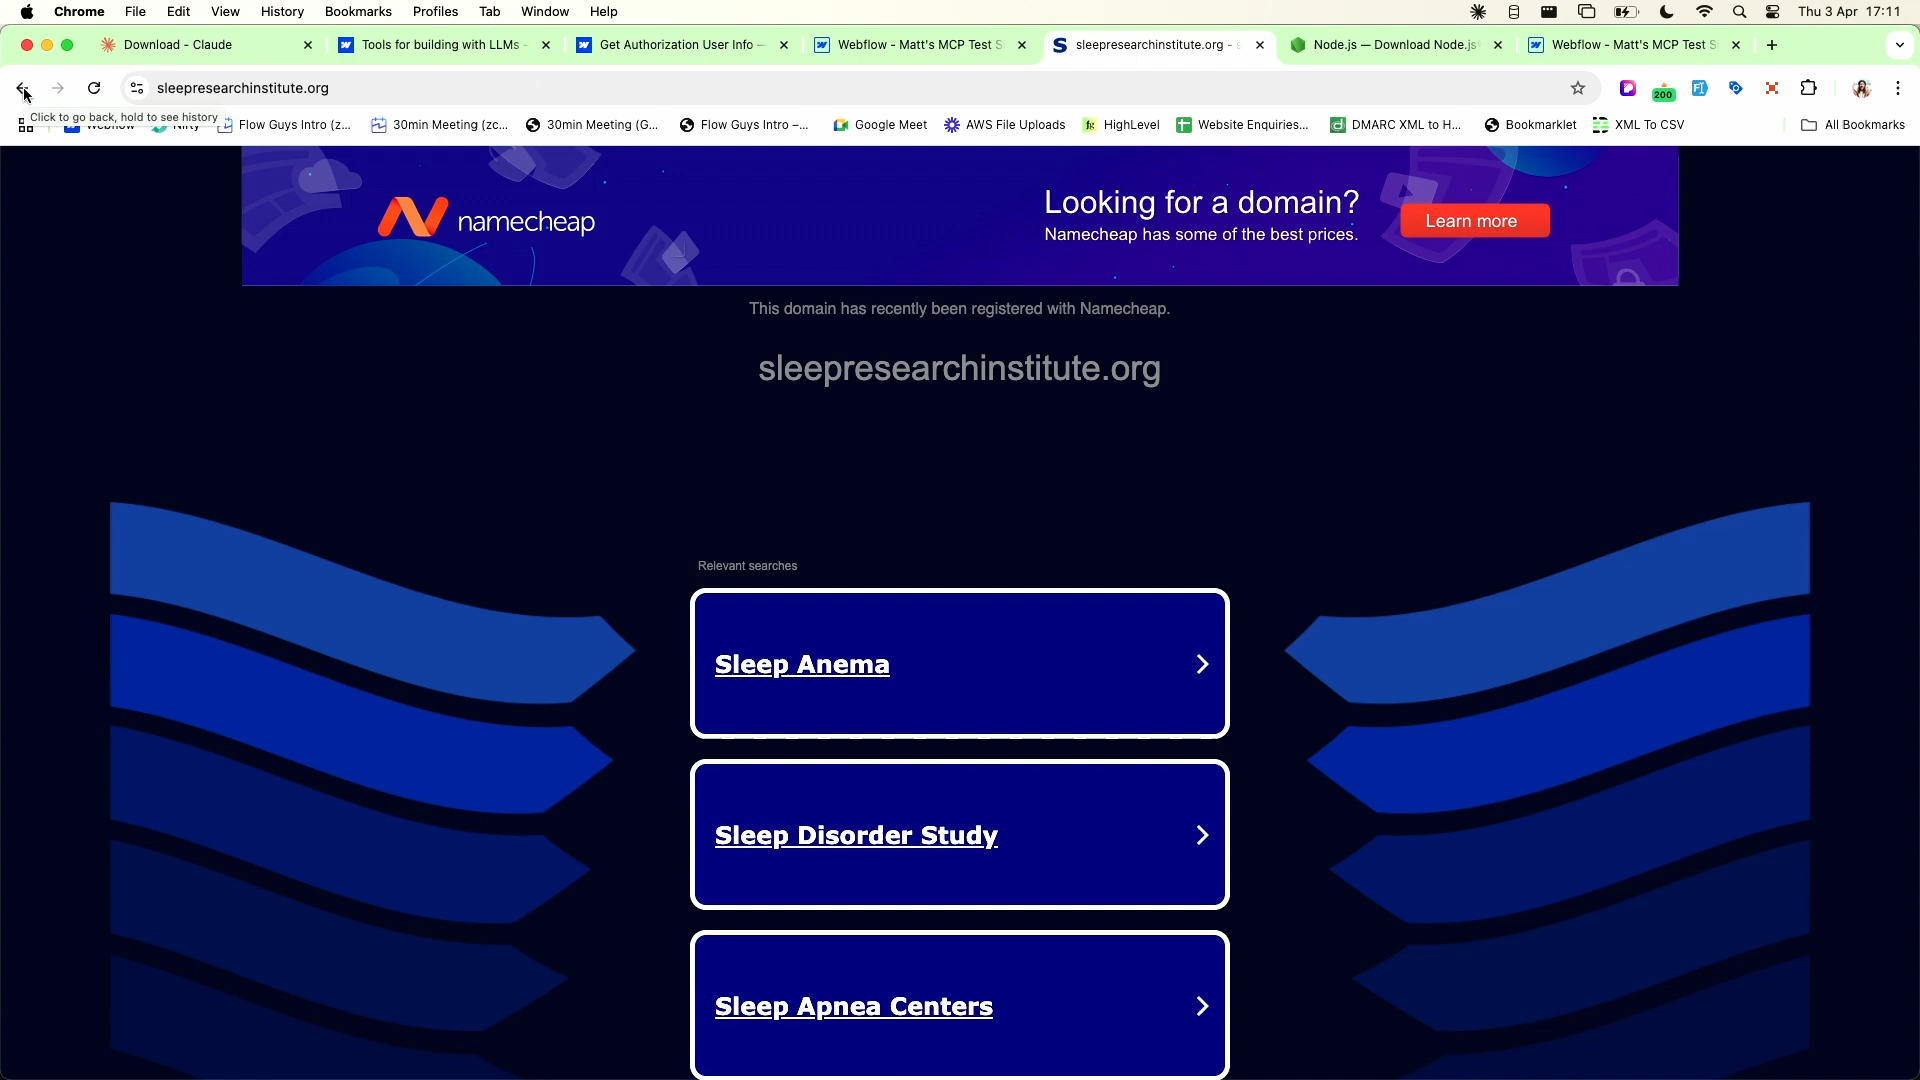 Chrome File Edit View History Bookmarks Profiles Tab Window Help Thu 3 Apr 17:11
Download - Claude Tools for building with LLMs - Get Authorization User Info – Webflow - Matt's MCP Test S sleepresearchinstitute.org - s Node.js — Download Node.js® Webflow - Matt's MCP Test S
sleepresearchinstitute.org 200
Click to go back, hold to see history
Webflow Nifty Flow Guys Intro (z... 30min Meeting (zc... 30min Meeting (G... Flow Guys Intro –... Google Meet AWS File Uploads HighLevel Website Enquiries... DMARC XML to H... Bookmarklet XML To CSV All Bookmarks
namecheap
Looking for a domain?
Namecheap has some of the best prices.
Learn more
This domain has recently been registered with Namecheap.
sleepresearchinstitute.org
Relevant searches
Sleep Anema
Sleep Disorder Study
Sleep Apnea Centers